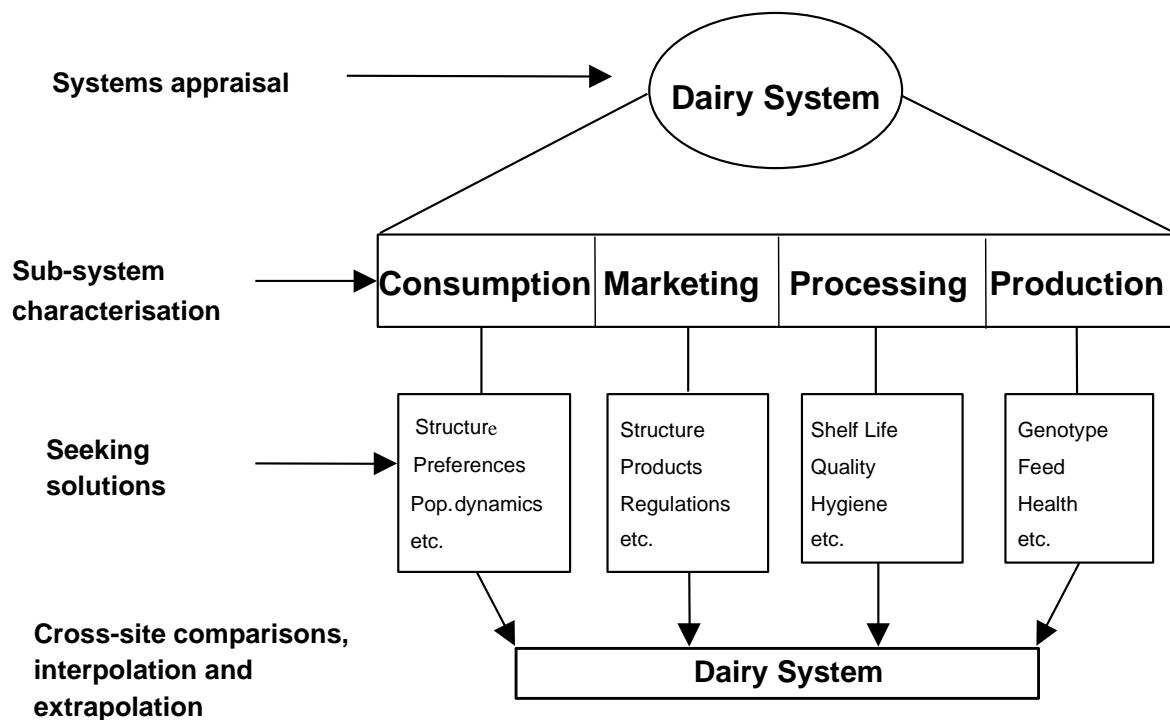 Systems appraisal
Dairy System
Sub-system
characterisation
Consumption
Marketing
Processing
Production
Seeking
solutions
Structure
Preferences
Pop. dynamics
etc.
Structure
Products
Regulations
etc.
Shelf Life
Quality
Hygiene
etc.
Genotype
Feed
Health
etc.
Cross-site comparisons,
interpolation and
extrapolation
Dairy System